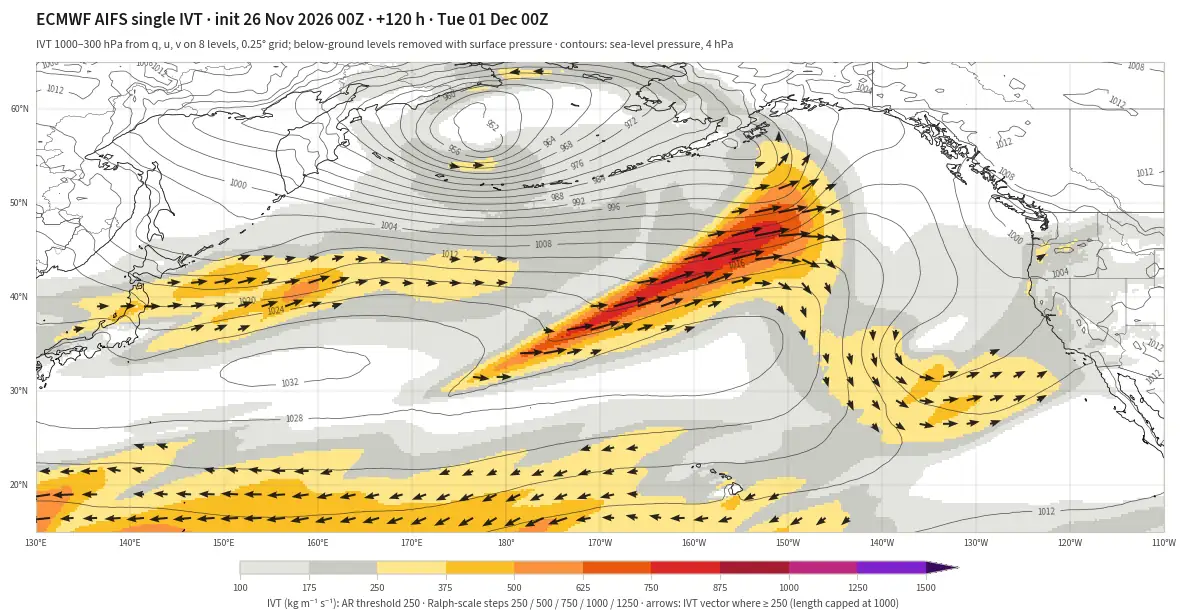 ECMWF AIFS single IVT · init 26 Nov 2026 00Z · +120 h · Tue 01 Dec 00Z
IVT 1000–300 hPa from q, u, v on 8 levels, 0.25° grid; below-ground levels removed with surface pressure · contours: sea-level pressure, 4 hPa
1008 1012 1008
1012 1004 1012
60°N
960 952 972
956 964 968 1012
976 1008 1012
1000 984
50°N
988 992 996
1004 1000
1012 1008 1004
1016
40°N
1020
1024 1012
1032 1012
30°N
1028
20°N
1012
130°E 140°E 150°E 160°E 170°E 180° 170°W 160°W 150°W 140°W 130°W 120°W 110°W
100 175 250 375 500 625 750 875 1000 1250 1500
IVT (kg m⁻¹ s⁻¹): AR threshold 250 · Ralph-scale steps 250 / 500 / 750 / 1000 / 1250 · arrows: IVT vector where ≥ 250 (length capped at 1000)